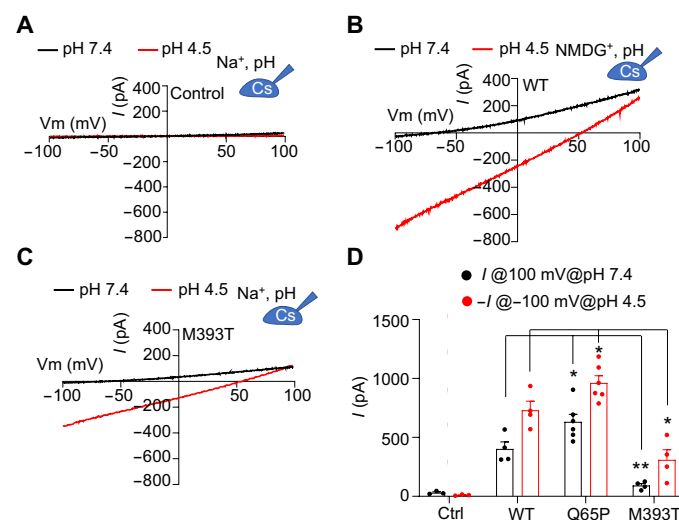 A
pH 7.4 pH 4.5
Na⁺, pH
Cs
Control
I (pA)
Vm (mV)
400
200
−100 −50 50 100
−200
−400
−600
−800
B
pH 7.4 pH 4.5 NMDG⁺, pH
Cs
WT
I (pA)
Vm (mV)
400
200
−100 −50 0 50 100
−200
−400
−600
−800
C
pH 7.4 pH 4.5 Na⁺, pH
Cs
M393T
I (pA)
Vm (mV)
400
200
−100 −50 0 50 100
−200
−400
−600
−800
D
I @100 mV@pH 7.4
−I @−100 mV@pH 4.5
I (pA)
1500
1000
500
0
* * ** *
Ctrl WT Q65P M393T